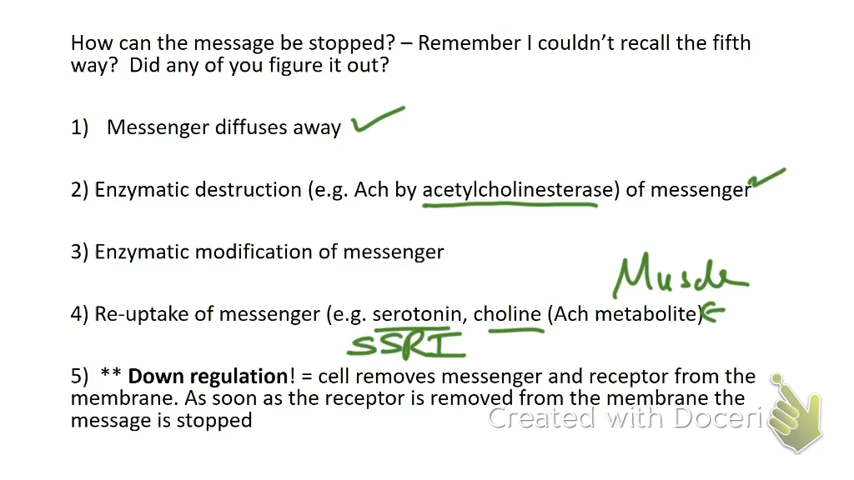 How can the message be stopped? – Remember I couldn't recall the fifth
way?  Did any of you figure it out?
1)   Messenger diffuses away
2) Enzymatic destruction (e.g. Ach by acetylcholinesterase) of messenger
3) Enzymatic modification of messenger
Muscle
4) Re-uptake of messenger (e.g. serotonin, choline (Ach metabolite)
SSRI
5)  ** Down regulation! = cell removes messenger and receptor from the
membrane. As soon as the receptor is removed from the membrane the
message is stopped
Created with Doceri